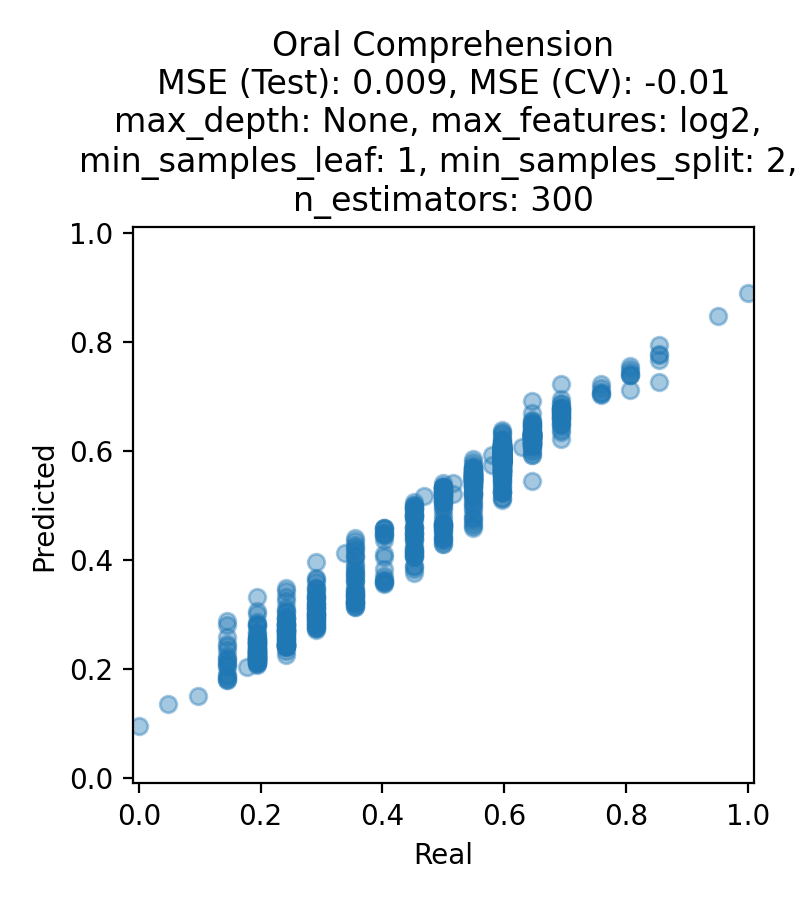 Oral Comprehension
MSE (Test): 0.009, MSE (CV): -0.01
max_depth: None, max_features: log2,
min_samples_leaf: 1, min_samples_split: 2,
n_estimators: 300
1.0
0.8
0.6
0.4
0.2
0.0
Predicted
0.0 0.2 0.4 0.6 0.8 1.0
Real